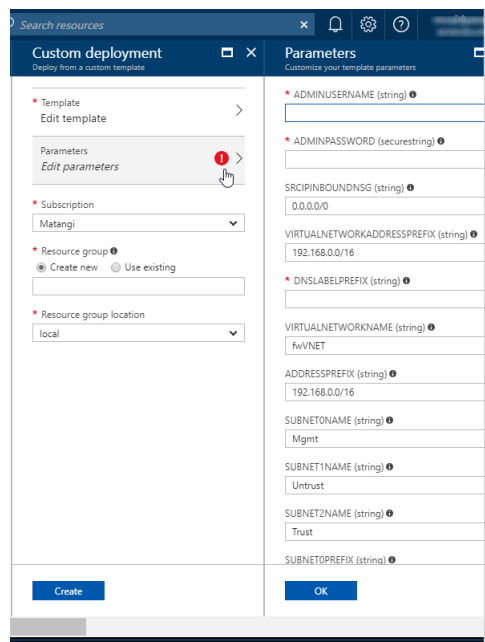 Search resources
Custom deployment
Deploy from a custom template
* Template
Edit template
Parameters
Edit parameters
* Subscription
Matangi
* Resource group
Create new Use existing
* Resource group location
local
Create
Parameters
Customize your template parameters
* ADMINUSERNAME (string)
* ADMINPASSWORD (securestring)
SRCIPINBOUNDNSG (string)
0.0.0.0/0
VIRTUALNETWORKADDRESSPREFIX (string)
192.168.0.0/16
* DNSLABELPREFIX (string)
VIRTUALNETWORKNAME (string)
fwVNET
ADDRESSPREFIX (string)
192.168.0.0/16
SUBNET0NAME (string)
Mgmt
SUBNET1NAME (string)
Untrust
SUBNET2NAME (string)
Trust
SUBNET0PREFIX (string)
OK